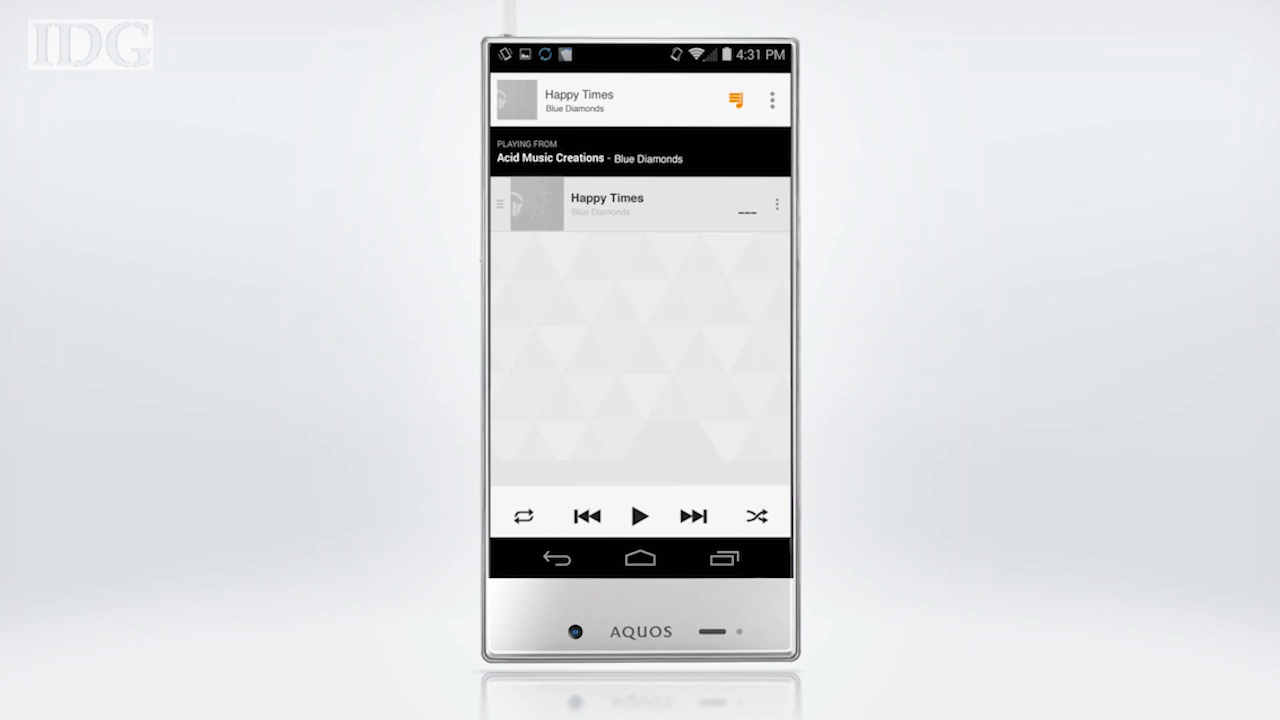 IDG
4:31 PM
Happy Times
Blue Diamonds
PLAYING FROM
Acid Music Creations - Blue Diamonds
Happy Times
Blue Diamonds
AQUOS